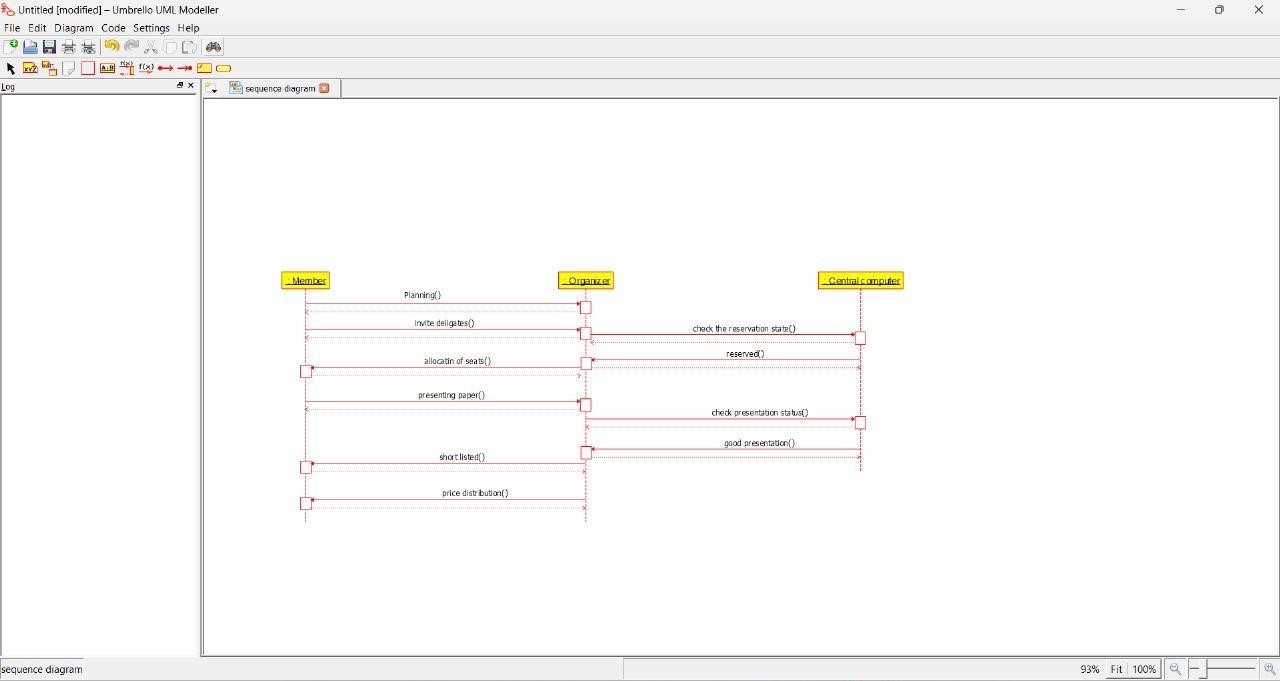 Untitled [modified] – Umbrello UML Modeller
File Edit Diagram Code Settings Help
Log
sequence diagram
: Member
: Organizer
: Central computer
Planning()
invite deligates()
check the reservation state()
reserved()
allocatin of seats()
presenting paper()
check presentation status()
good presentation()
short listed()
price distribution()
sequence diagram
93% Fit 100%